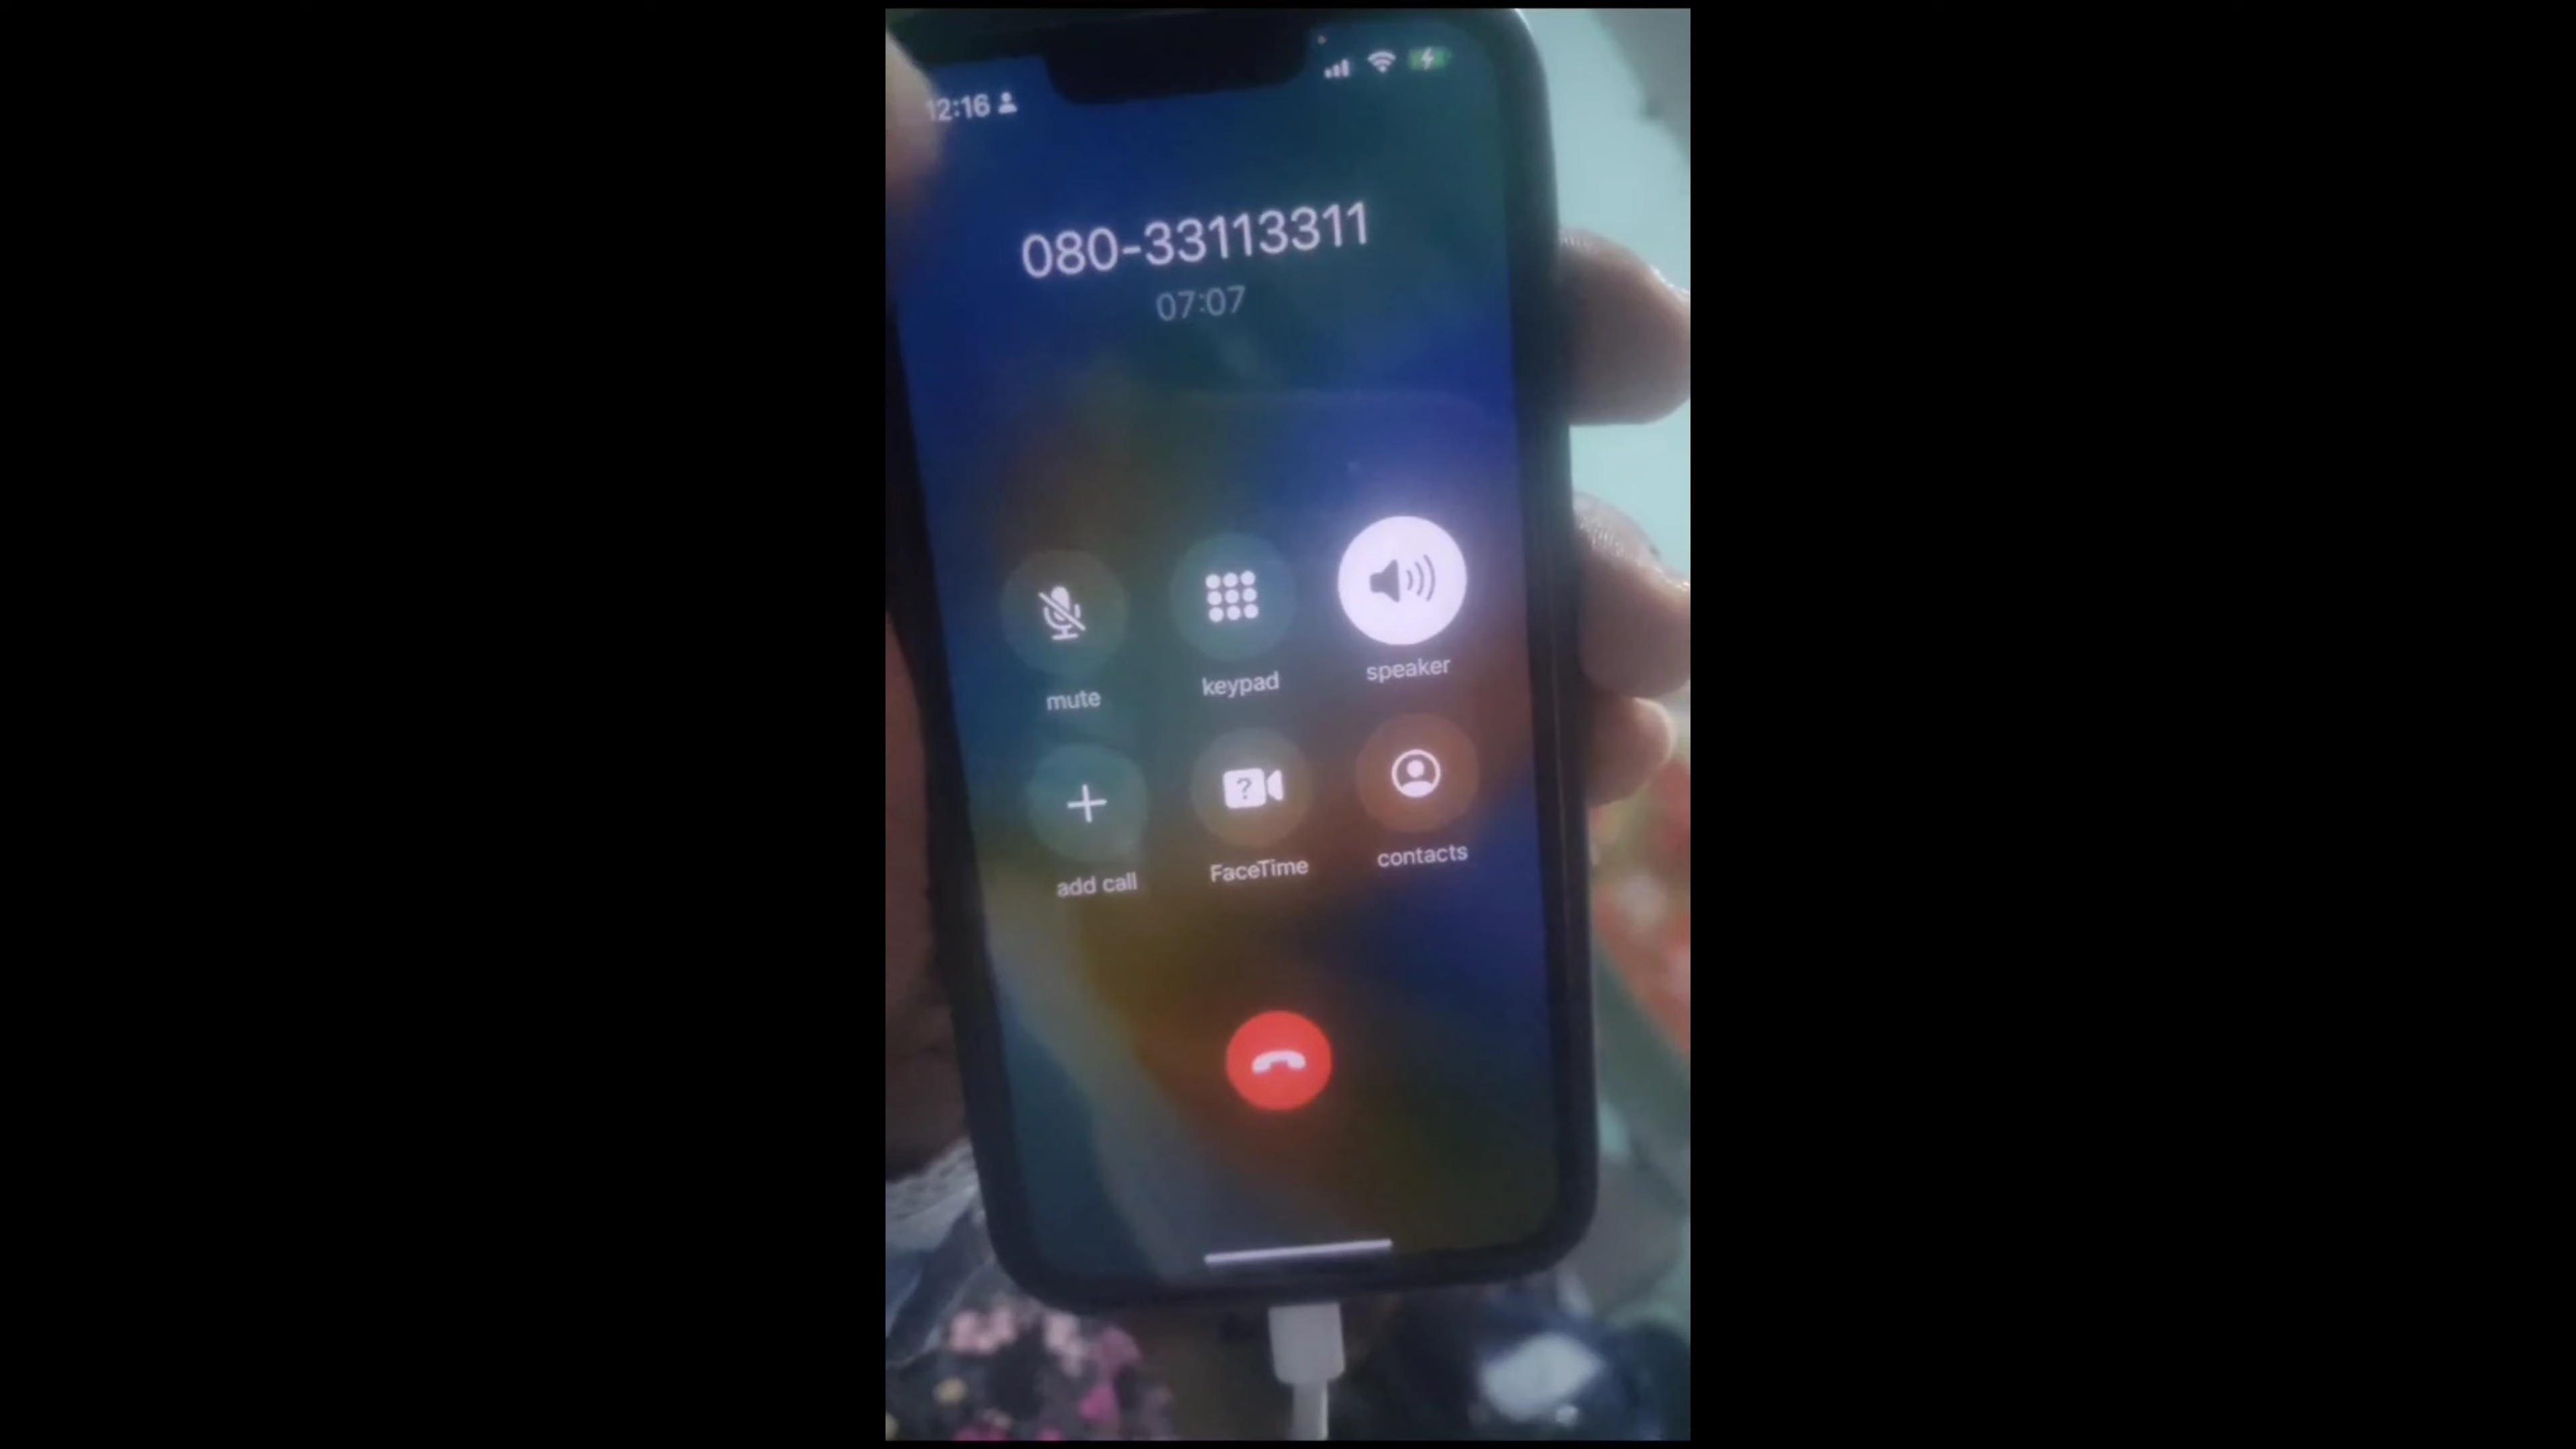 12:16
080-33113311
07:07
mute
keypad
speaker
?
add call
FaceTime
contacts